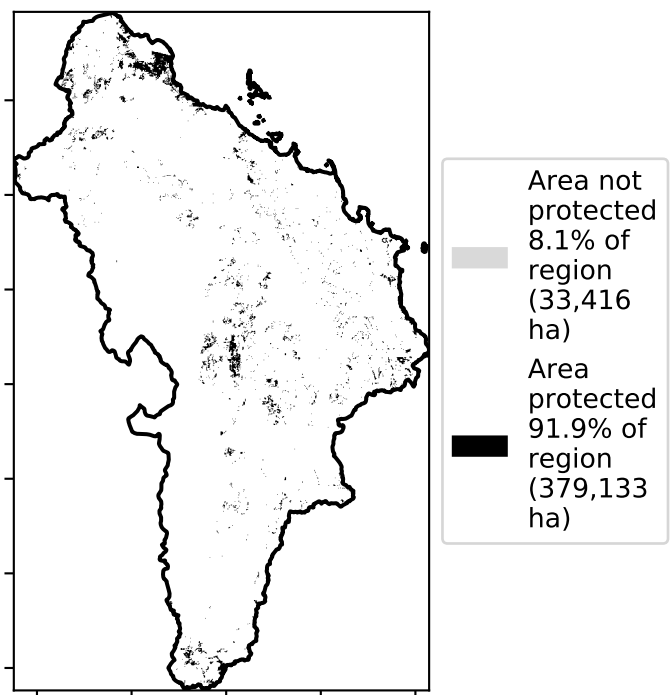 Area not
protected
8.1% of
region
(33,416
ha)
Area
protected
91.9% of
region
(379,133
ha)